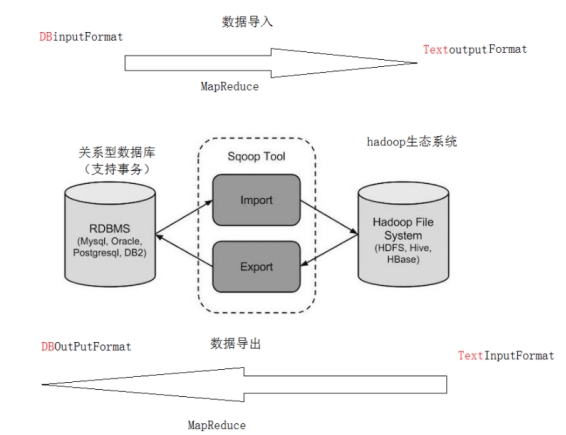 数据导入
DBinputFormat
TextoutputFormat
MapReduce
hadoop生态系统
关系型数据库
（支持事务）
Sqoop Tool
Import
RDBMS
(Mysql, Oracle,
Postgresql, DB2)
Hadoop File
System
(HDFS, Hive,
HBase)
Export
数据导出
DBOutPutFormat
TextInputFormat
MapReduce